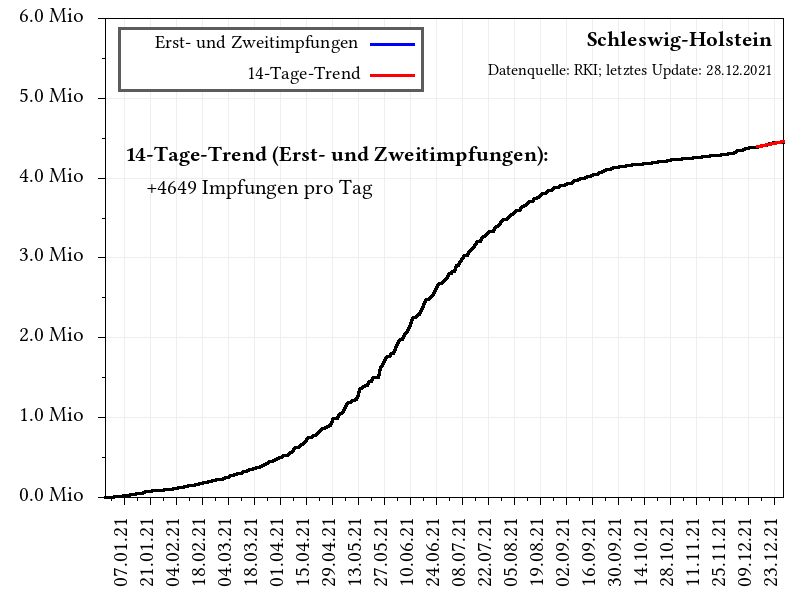 6.0 Mio
5.0 Mio
4.0 Mio
3.0 Mio
2.0 Mio
1.0 Mio
0.0 Mio
Erst- und Zweitimpfungen
14-Tage-Trend
Schleswig-Holstein
Datenquelle: RKI; letztes Update: 28.12.2021
14-Tage-Trend (Erst- und Zweitimpfungen):
+4649 Impfungen pro Tag
07.01.21
21.01.21
04.02.21
18.02.21
04.03.21
18.03.21
01.04.21
15.04.21
29.04.21
13.05.21
27.05.21
10.06.21
24.06.21
08.07.21
22.07.21
05.08.21
19.08.21
02.09.21
16.09.21
30.09.21
14.10.21
28.10.21
11.11.21
25.11.21
09.12.21
23.12.21